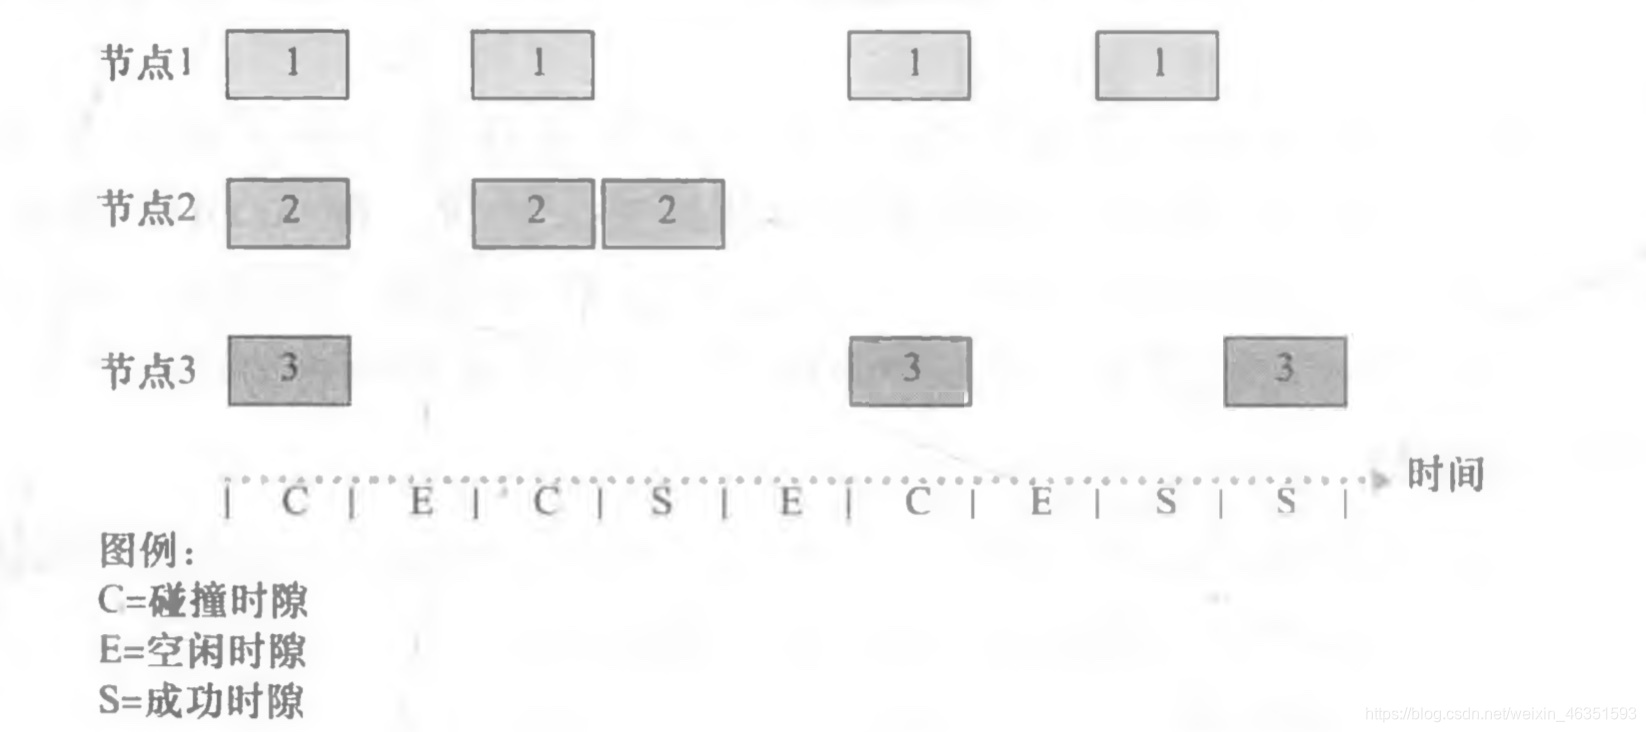 节点1 1 1 1 1
节点2 2 2 2
节点3 3 3 3
时间
| C | E | C | S | E | C | E | S | S |
图例：
C=碰撞时隙
E=空闲时隙
S=成功时隙
https://blog.csdn.net/weixin_46351593